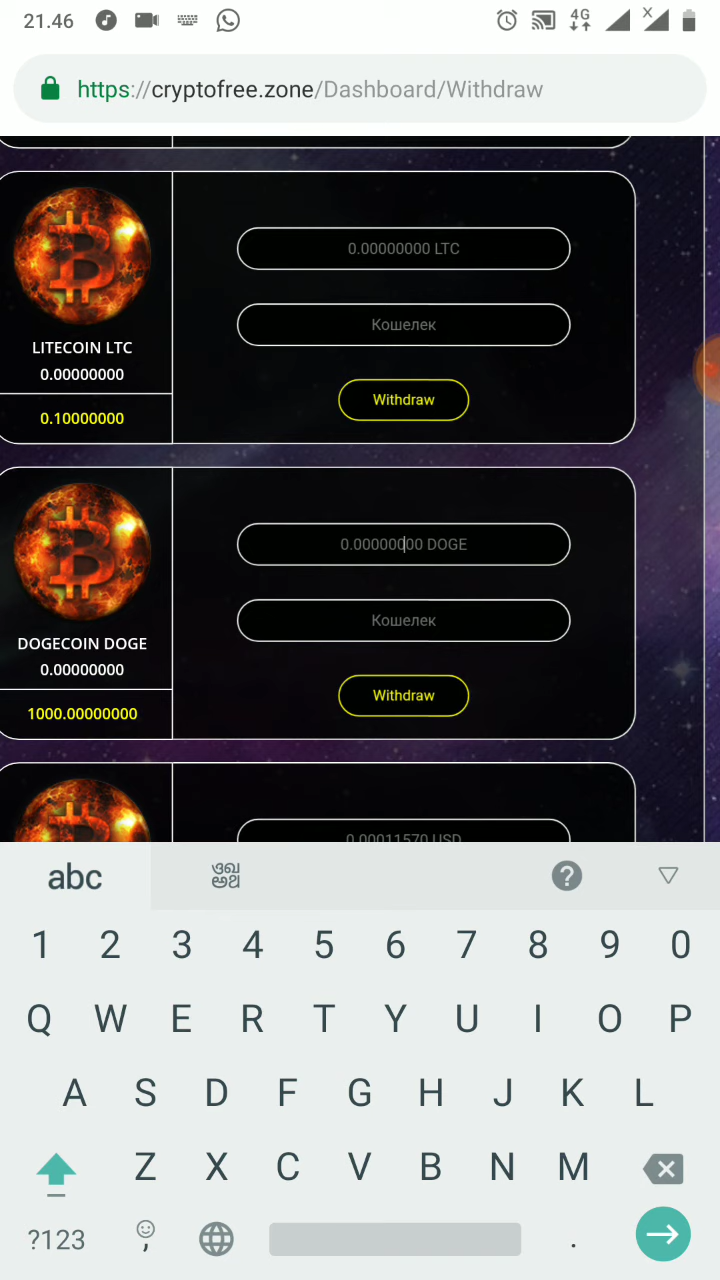 21.46
4G
X
https://cryptofree.zone/Dashboard/Withdraw
0.00000000 LTC
Кошелек
LITECOIN LTC
0.00000000
Withdraw
0.10000000
0.00000000 DOGE
Кошелек
DOGECOIN DOGE
0.00000000
Withdraw
1000.00000000
0.00011570 USD
abc
1 2 3 4 5 6 7 8 9 0
Q W E R T Y U I O P
A S D F G H J K L
Z X C V B N M
?123 , .